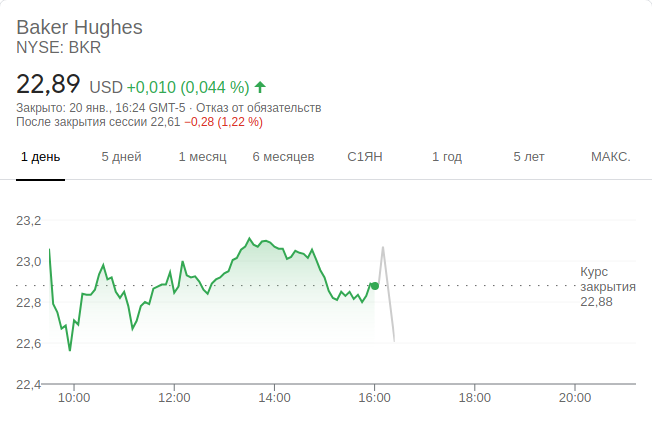 Baker Hughes
NYSE: BKR
22,89 USD +0,010 (0,044 %)
Закрыто: 20 янв., 16:24 GMT-5 · Отказ от обязательств
После закрытия сессии 22,61 −0,28 (1,22 %)
1 день 5 дней 1 месяц 6 месяцев С1ЯН 1 год 5 лет МАКС.
23,2
23,0
22,8
22,6
22,4
Курс
закрытия
22,88
10:00 12:00 14:00 16:00 18:00 20:00